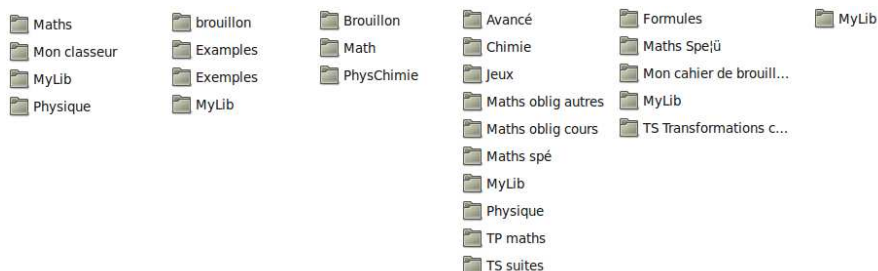 Maths
Mon classeur
MyLib
Physique
brouillon
Examples
Exemples
MyLib
Brouillon
Math
PhysChimie
Avancé
Chimie
Jeux
Maths oblig autres
Maths oblig cours
Maths spé
MyLib
Physique
TP maths
TS suites
Formules
Maths Spe¦ü
Mon cahier de brouill...
MyLib
TS Transformations c...
MyLib